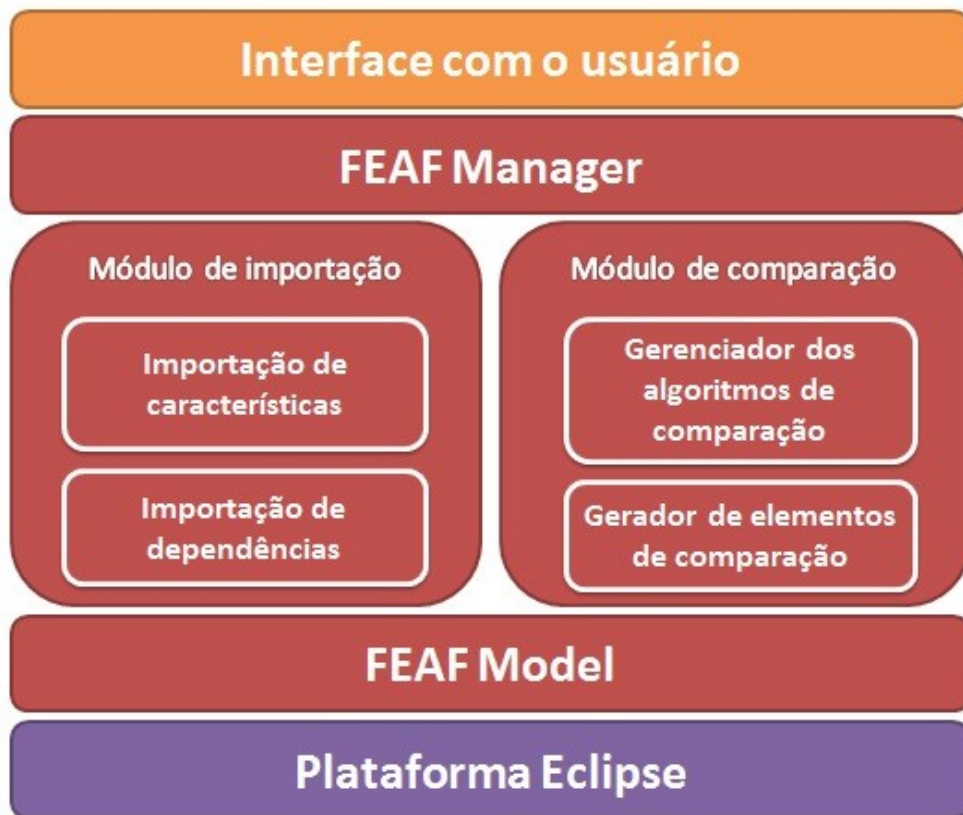 Interface com o usuário
FEAF Manager
Módulo de importação
Importação de
características
Importação de
dependências
Módulo de comparação
Gerenciador dos
algoritmos de
comparação
Gerador de elementos
de comparação
FEAF Model
Plataforma Eclipse